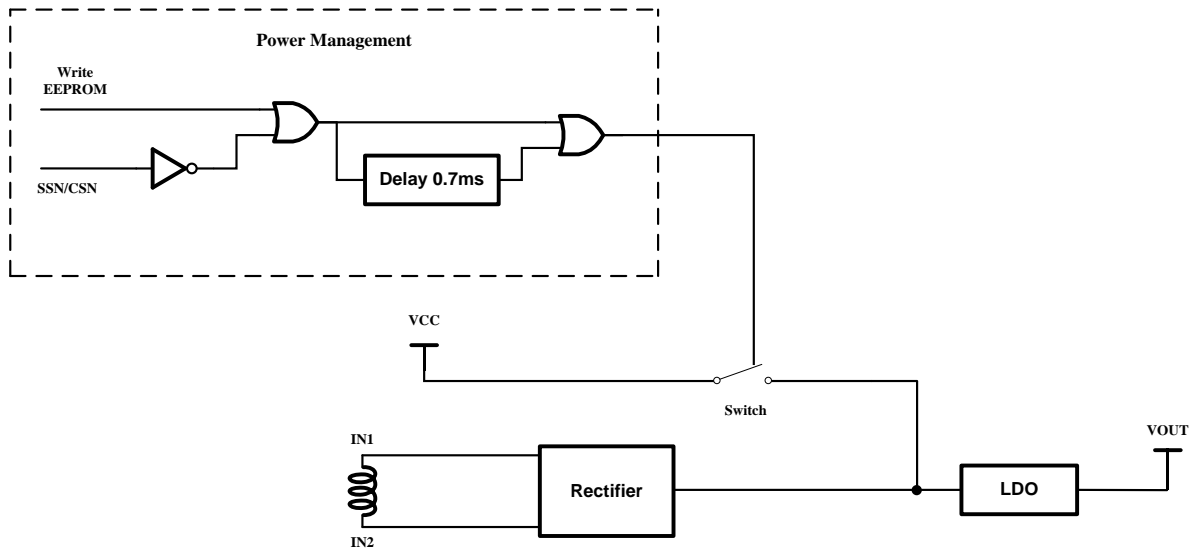 Power Management
Write
EEPROM
SSN/CSN
Delay 0.7ms
VCC
Switch
IN1
Rectifier
IN2
LDO
VOUT